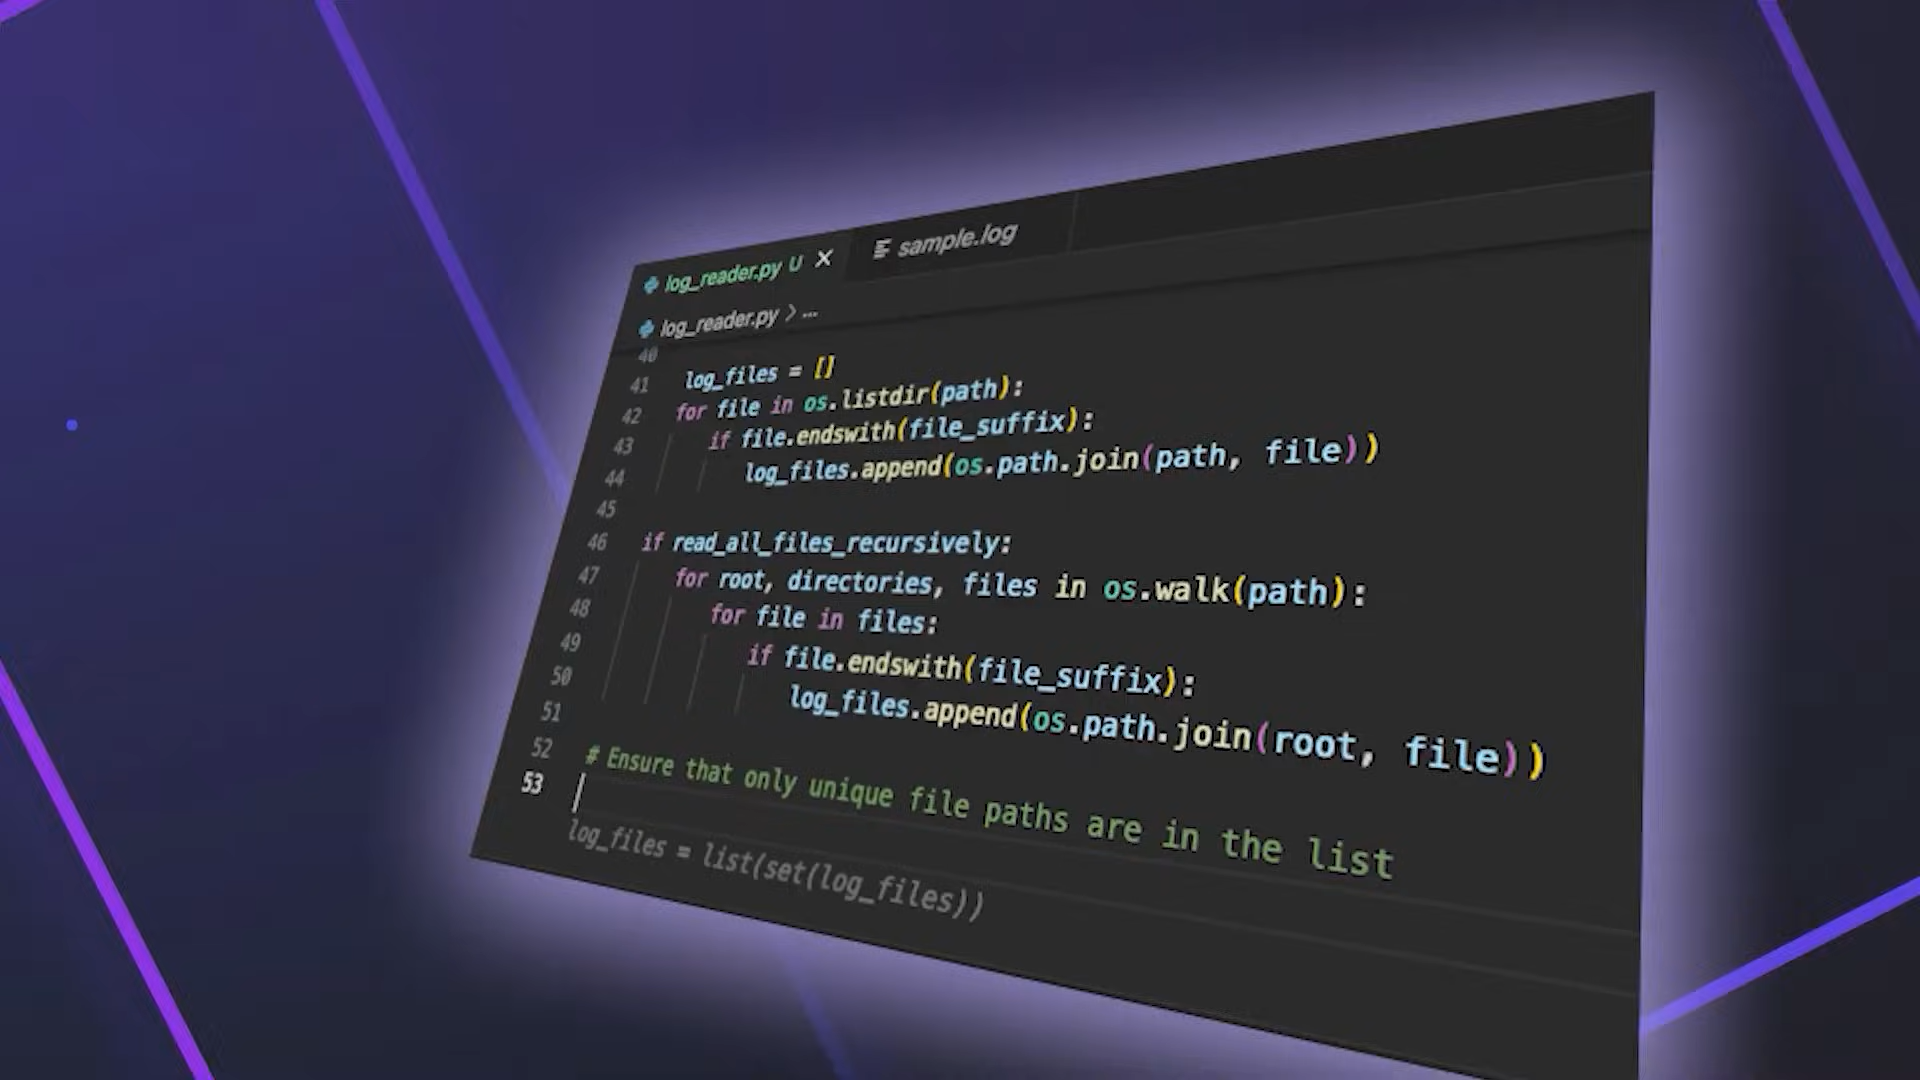 log_reader.py U × sample.log
log_reader.py > ...
40
41 log_files = []
42 for file in os.listdir(path):
43 if file.endswith(file_suffix):
44 log_files.append(os.path.join(path, file))
45
46 if read_all_files_recursively:
47 for root, directories, files in os.walk(path):
48 for file in files:
49 if file.endswith(file_suffix):
50 log_files.append(os.path.join(root, file))
51
52 # Ensure that only unique file paths are in the list
53
log_files = list(set(log_files))